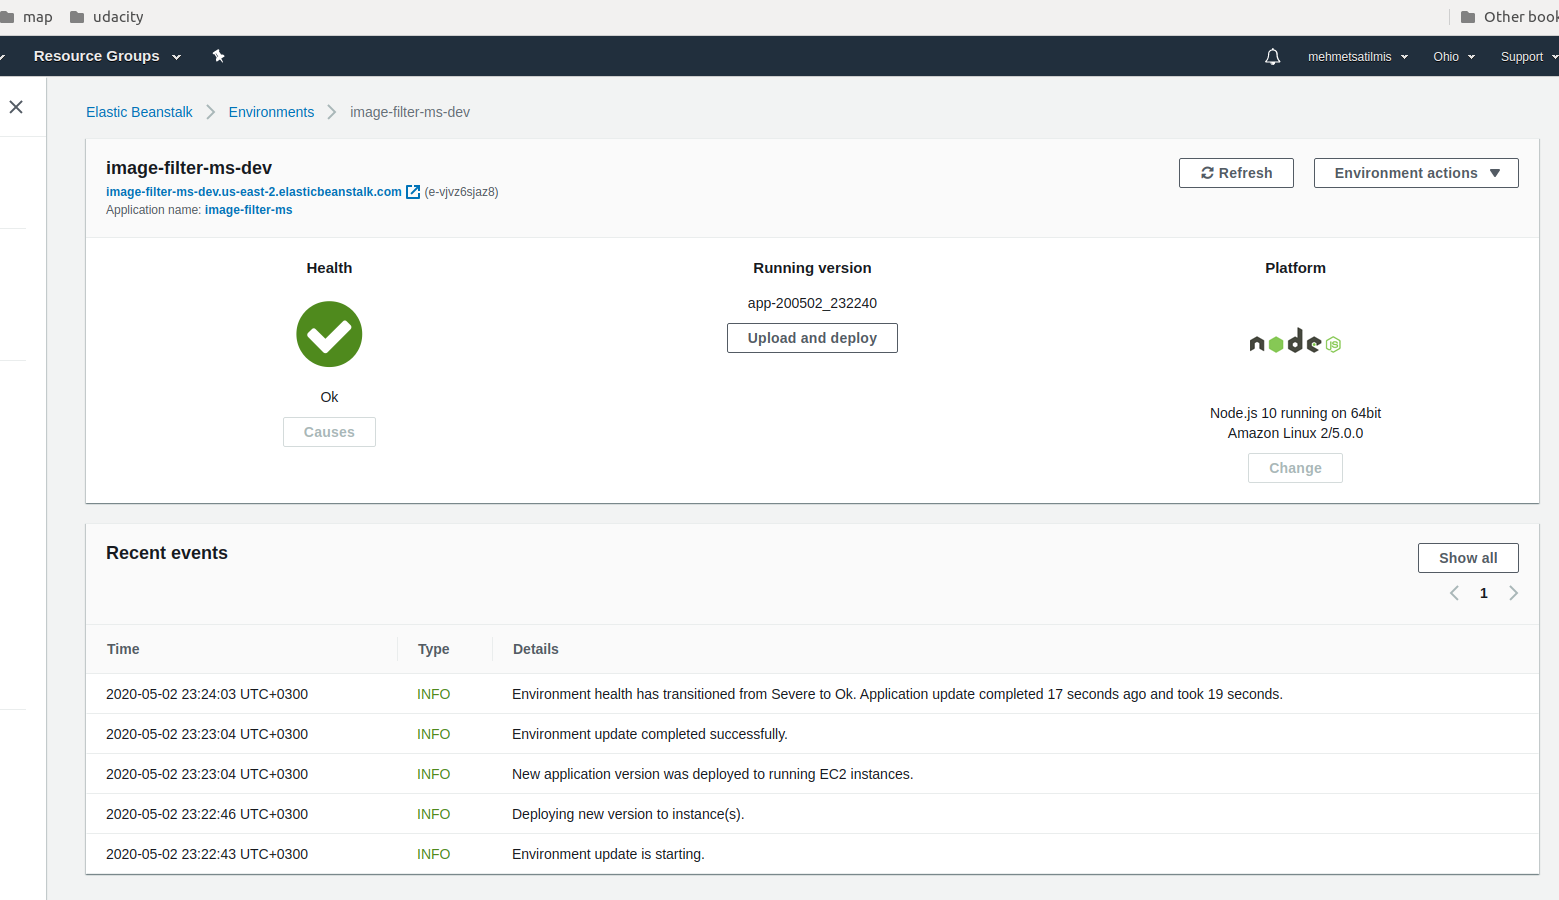 map udacity Other book
Resource Groups mehmetsatilmis Ohio Support
Elastic Beanstalk Environments image-filter-ms-dev
image-filter-ms-dev
image-filter-ms-dev.us-east-2.elasticbeanstalk.com (e-vjvz6sjaz8)
Application name: image-filter-ms
Refresh Environment actions
Health
Ok
Causes
Running version
app-200502_232240
Upload and deploy
Platform
node JS
Node.js 10 running on 64bit
Amazon Linux 2/5.0.0
Change
Recent events
Show all
1
Time Type Details
2020-05-02 23:24:03 UTC+0300 INFO Environment health has transitioned from Severe to Ok. Application update completed 17 seconds ago and took 19 seconds.
2020-05-02 23:23:04 UTC+0300 INFO Environment update completed successfully.
2020-05-02 23:23:04 UTC+0300 INFO New application version was deployed to running EC2 instances.
2020-05-02 23:22:46 UTC+0300 INFO Deploying new version to instance(s).
2020-05-02 23:22:43 UTC+0300 INFO Environment update is starting.